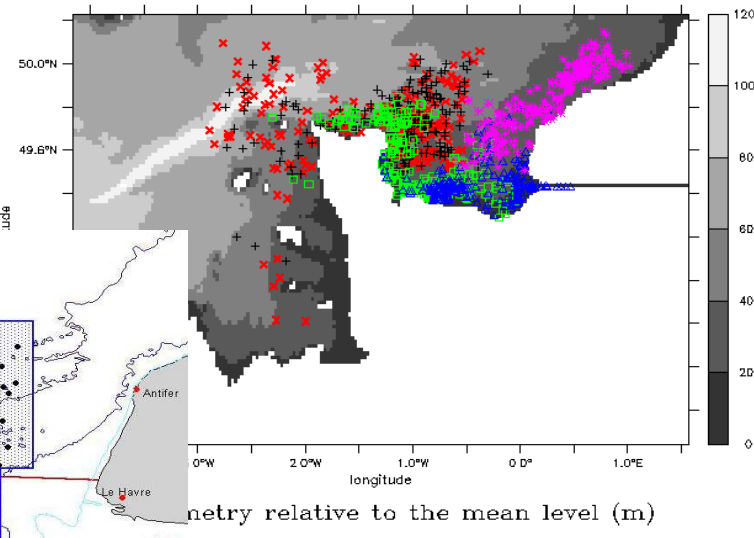 120
100
80
60
40
20
0
50.0°N
49.6°N
tude
0°W
2.0°W
1.0°W
0 D°
1.0°E
longitude
metry relative to the mean level (m)
Antifer
Le Havre